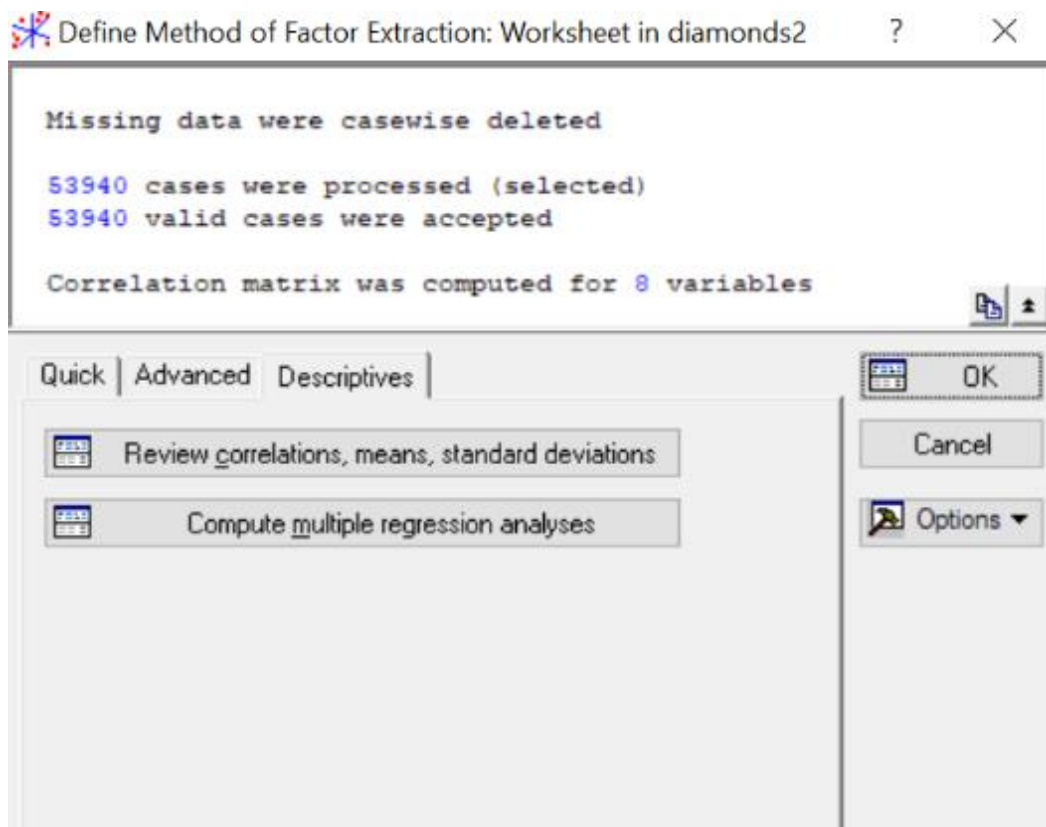 Define Method of Factor Extraction: Worksheet in diamonds2 ? ×
Missing data were casewise deleted
53940 cases were processed (selected)
53940 valid cases were accepted
Correlation matrix was computed for 8 variables
Quick Advanced Descriptives
OK
Review correlations, means, standard deviations
Cancel
Compute multiple regression analyses
Options